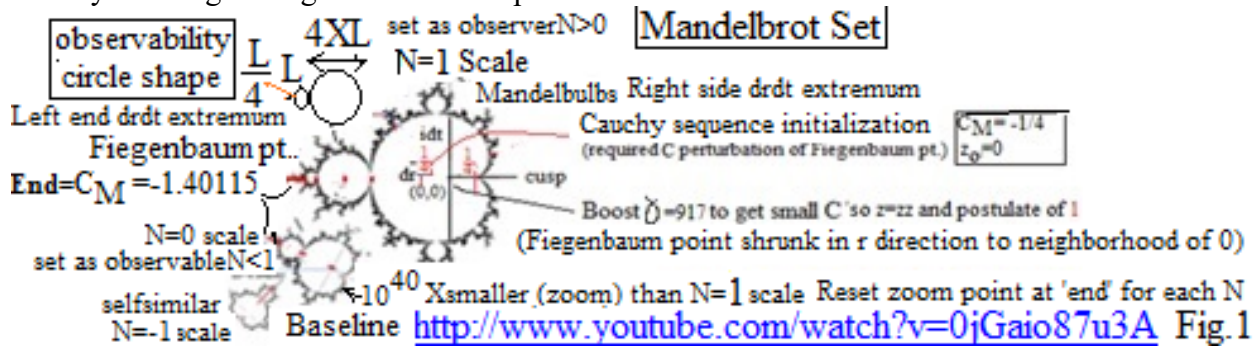 observability
circle shape
L
4
L
4XL
set as observerN>0
N=1 Scale
Mandelbrot Set
Mandelbulbs
Right side drdt extremum
Left end drdt extremum
Fiegenbaum pt..
End=CM =-1.40115
Cauchy sequence initialization
(required C perturbation of Fiegenbaum pt.)
CM= -1/4
zo=0
idt
dr
(0,0)
cusp
Boost =917 to get small C so z=zz and postulate of 1
(Fiegenbaum point shrunk in r direction to neighborhood of 0)
N=0 scale
set as observableN<1
selfsimilar
N=-1 scale
10^40 Xsmaller (zoom) than N=1 scale Reset zoom point at 'end' for each N
Baseline http://www.youtube.com/watch?v=0jGaio87u3A Fig.1